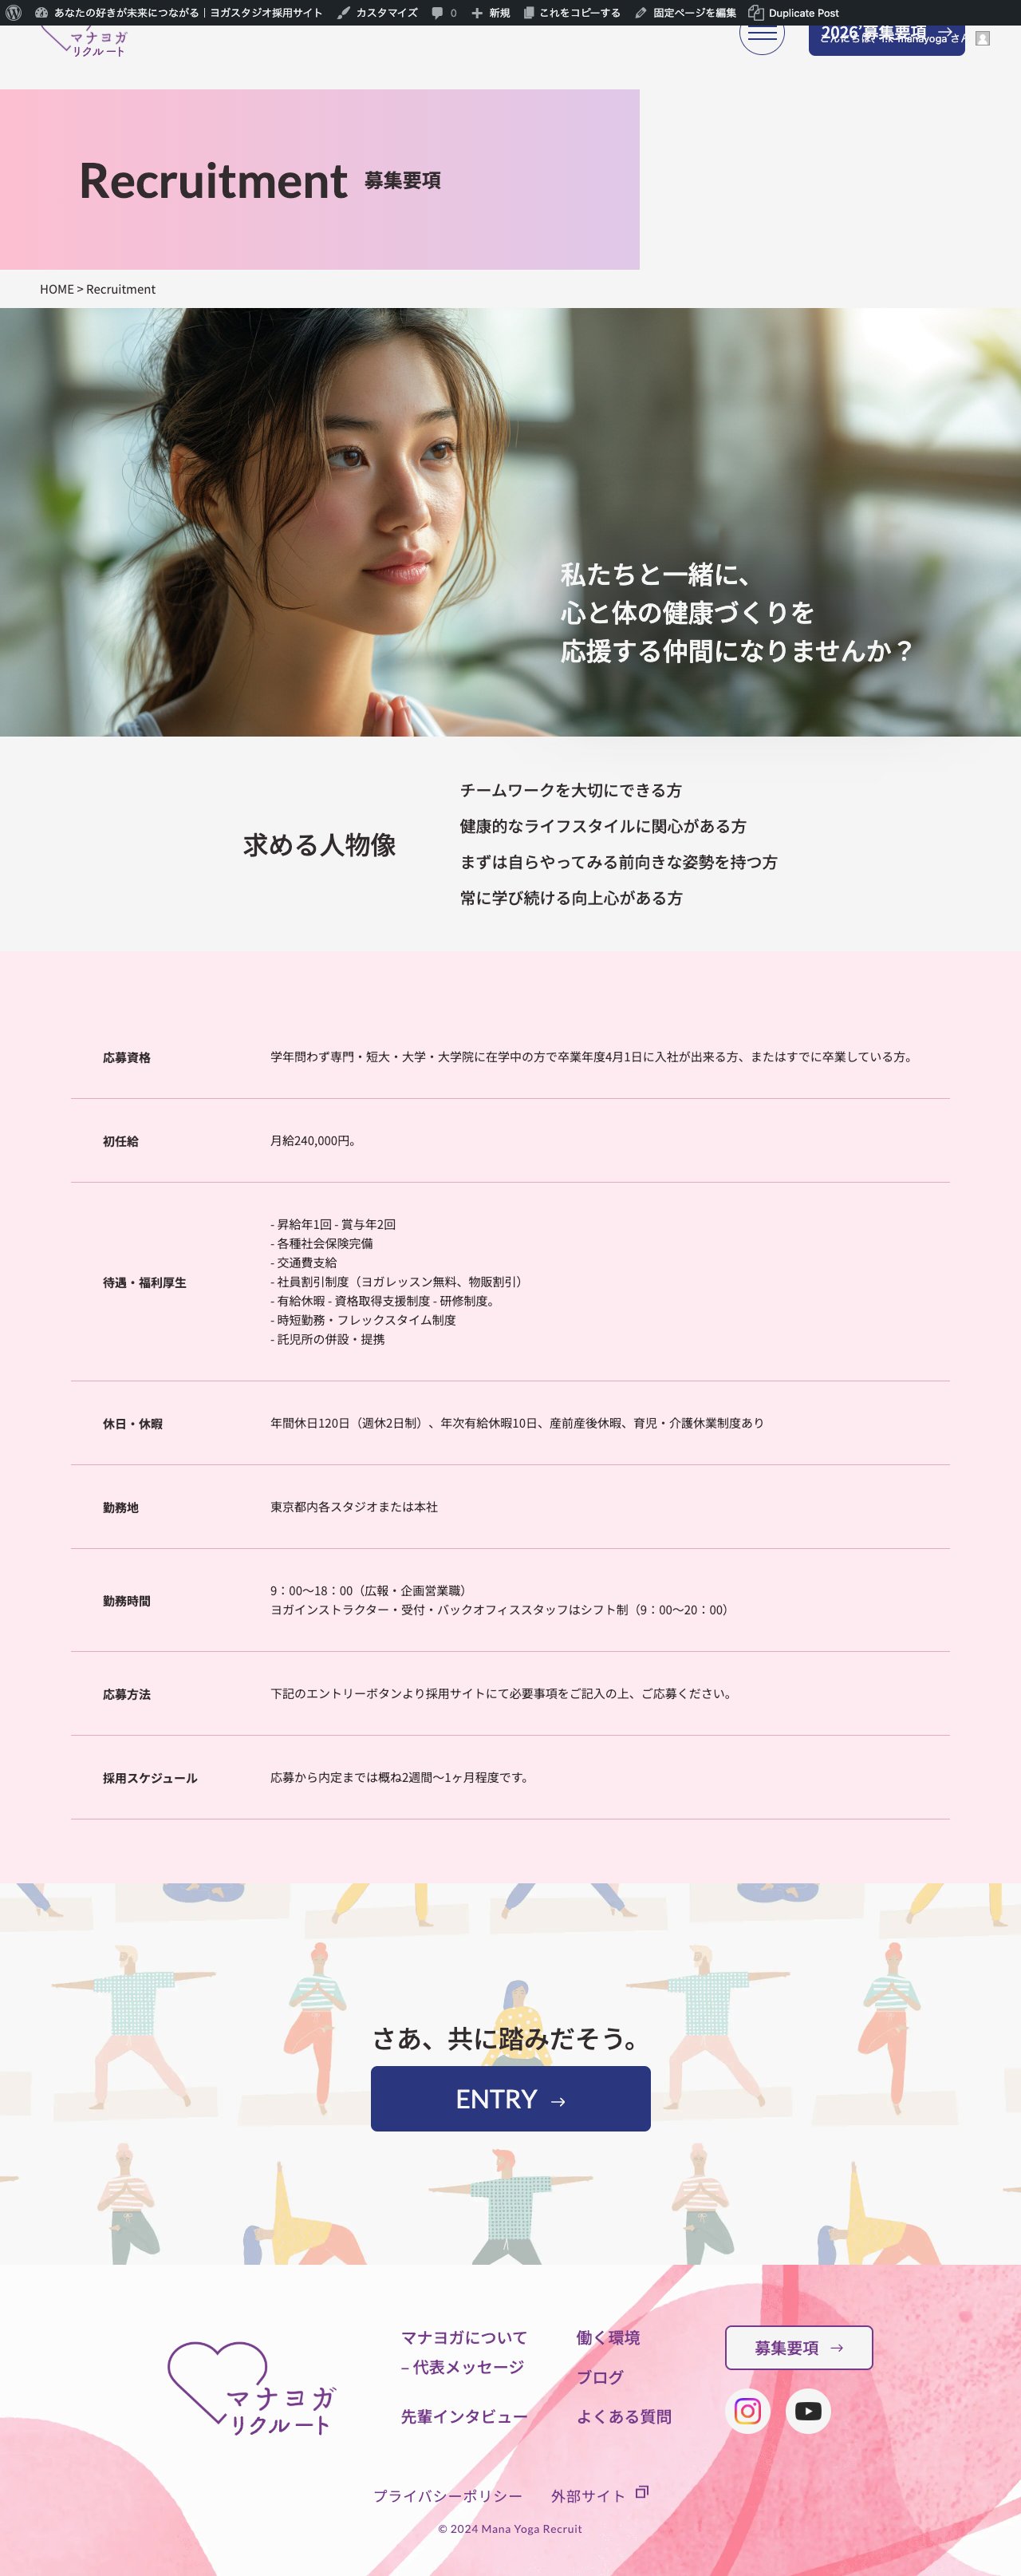 あなたの好きが未来につながる｜ヨガスタジオ採用サイト カスタマイズ 0 新規 これをコピーする 固定ページを編集 Duplicate Post
マナヨガ
リクルート
2026’募集要項
Recruitment 募集要項
HOME > Recruitment
私たちと一緒に、
心と体の健康づくりを
応援する仲間になりませんか？
求める人物像
チームワークを大切にできる方
健康的なライフスタイルに関心がある方
まずは自らやってみる前向きな姿勢を持つ方
常に学び続ける向上心がある方
応募資格
学年問わず専門・短大・大学・大学院に在学中の方で卒業年度4月1日に入社が出来る方、またはすでに卒業している方。
初任給
月給240,000円。
待遇・福利厚生
- 昇給年1回 - 賞与年2回
- 各種社会保険完備
- 交通費支給
- 社員割引制度（ヨガレッスン無料、物販割引）
- 有給休暇 - 資格取得支援制度 - 研修制度。
- 時短勤務・フレックスタイム制度
- 託児所の併設・提携
休日・休暇
年間休日120日（週休2日制）、年次有給休暇10日、産前産後休暇、育児・介護休業制度あり
勤務地
東京都内各スタジオまたは本社
勤務時間
9：00〜18：00（広報・企画営業職）
ヨガインストラクター・受付・バックオフィススタッフはシフト制（9：00〜20：00）
応募方法
下記のエントリーボタンより採用サイトにて必要事項をご記入の上、ご応募ください。
採用スケジュール
応募から内定までは概ね2週間〜1ヶ月程度です。
さあ、共に踏みだそう。
ENTRY →
マナヨガ
リクルート
マナヨガについて
– 代表メッセージ
先輩インタビュー
働く環境
ブログ
よくある質問
募集要項 →
プライバシーポリシー 外部サイト
© 2024 Mana Yoga Recruit